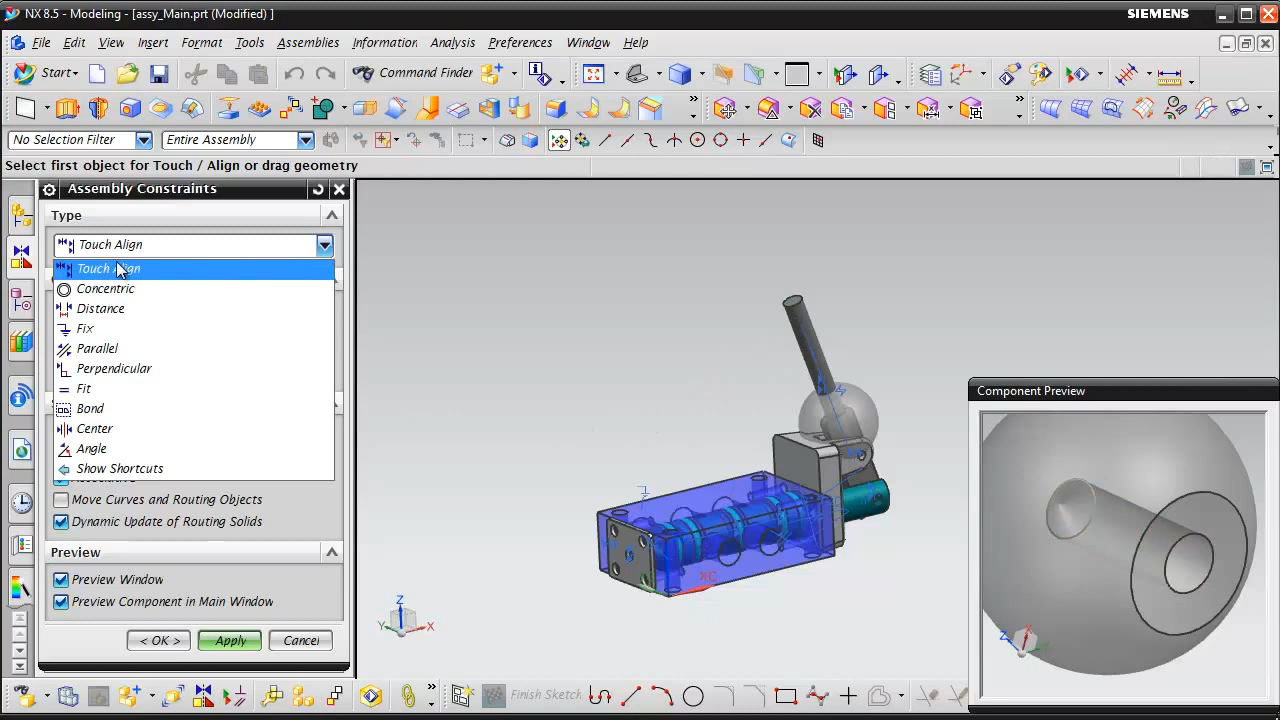 NX 8.5 - Modeling - [assy_Main.prt (Modified) ]
SIEMENS
File Edit View Insert Format Tools Assemblies Information Analysis Preferences Window Help
Start
Command Finder
No Selection Filter
Entire Assembly
Select first object for Touch / Align or drag geometry
Assembly Constraints
Type
Touch Align
Touch Align
Concentric
Distance
Fix
Parallel
Perpendicular
Fit
Bond
Center
Angle
Show Shortcuts
Move Curves and Routing Objects
Dynamic Update of Routing Solids
Preview
Preview Window
Preview Component in Main Window
< OK >
Apply
Cancel
XC
Z
Y
X
Component Preview
Z
X
Finish Sketch